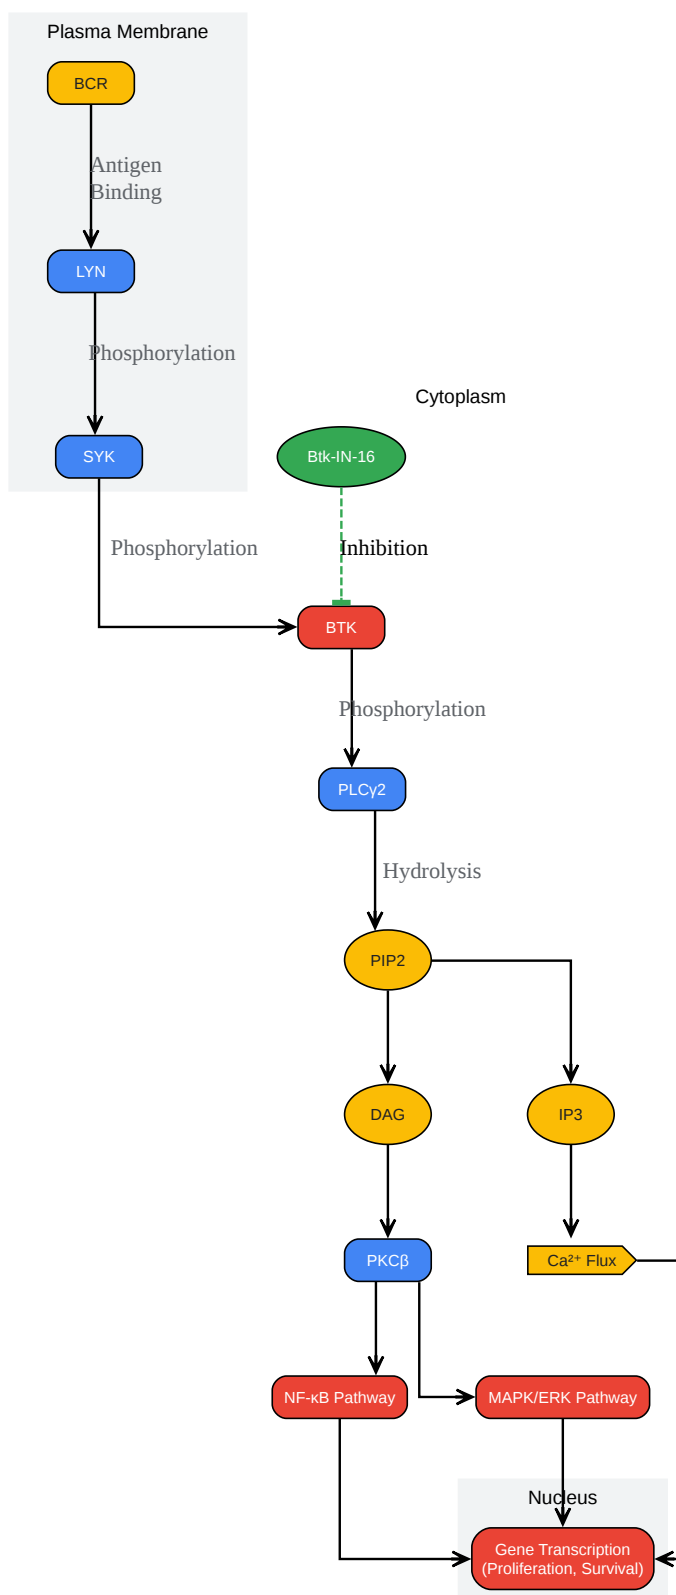 Plasma Membrane
BCR
Antigen
Binding
LYN
Phosphorylation
Cytoplasm
SYK
Btk-IN-16
Phosphorylation
Inhibition
BTK
Phosphorylation
PLCγ2
Hydrolysis
PIP2
DAG
IP3
PKCβ
Ca²⁺ Flux
NF-κB Pathway
MAPK/ERK Pathway
Nucleus
Gene Transcription
(Proliferation, Survival)